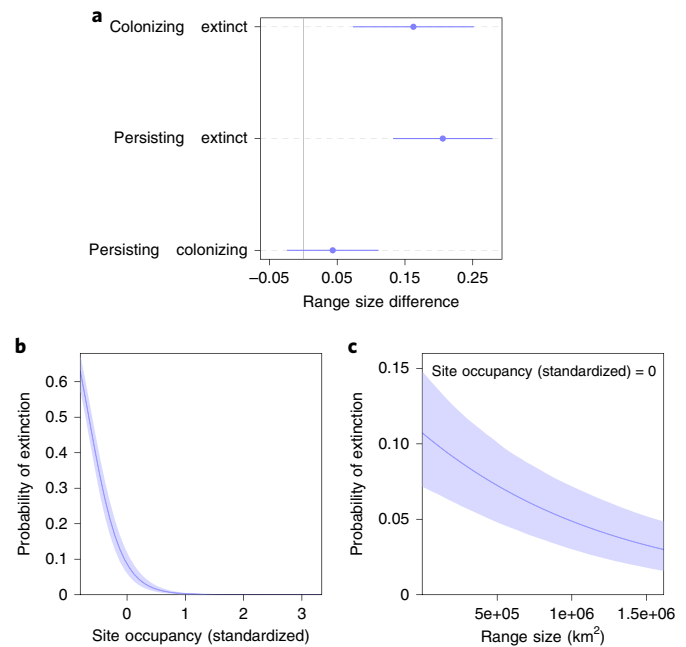 a
Colonizing extinct
Persisting extinct
Persisting colonizing
−0.05 0.05 0.15 0.25
Range size difference
b
0.6
0.5
0.4
0.3
0.2
0.1
0
Probability of extinction
0 1 2 3
Site occupancy (standardized)
c
Site occupancy (standardized) = 0
0.15
0.10
0.05
0
Probability of extinction
5e+05 1e+06 1.5e+06
Range size (km²)